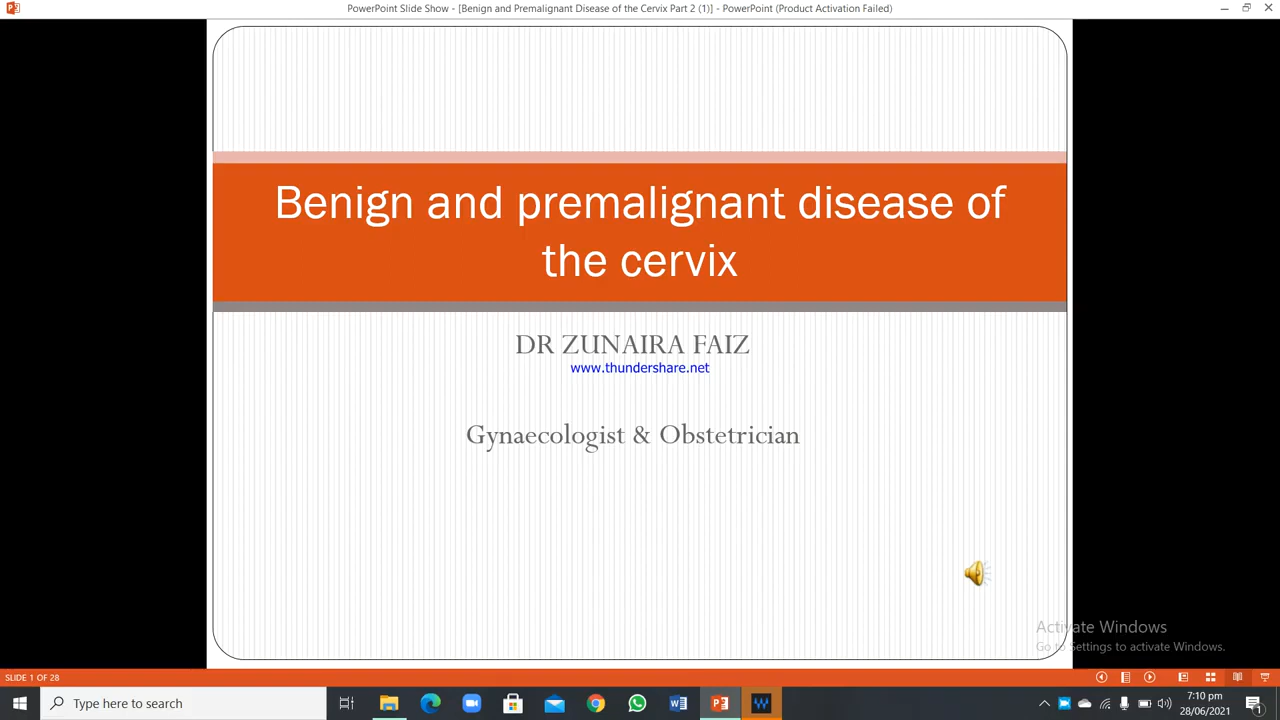 PowerPoint Slide Show - [Benign and Premalignant Disease of the Cervix Part 2 (1)] - PowerPoint (Product Activation Failed)
Benign and premalignant disease of
the cervix
DR ZUNAIRA FAIZ
www.thundershare.net
Gynaecologist & Obstetrician
Activate Windows
Go to Settings to activate Windows.
SLIDE 1 OF 28
Type here to search
7:10 pm
28/06/2021
1